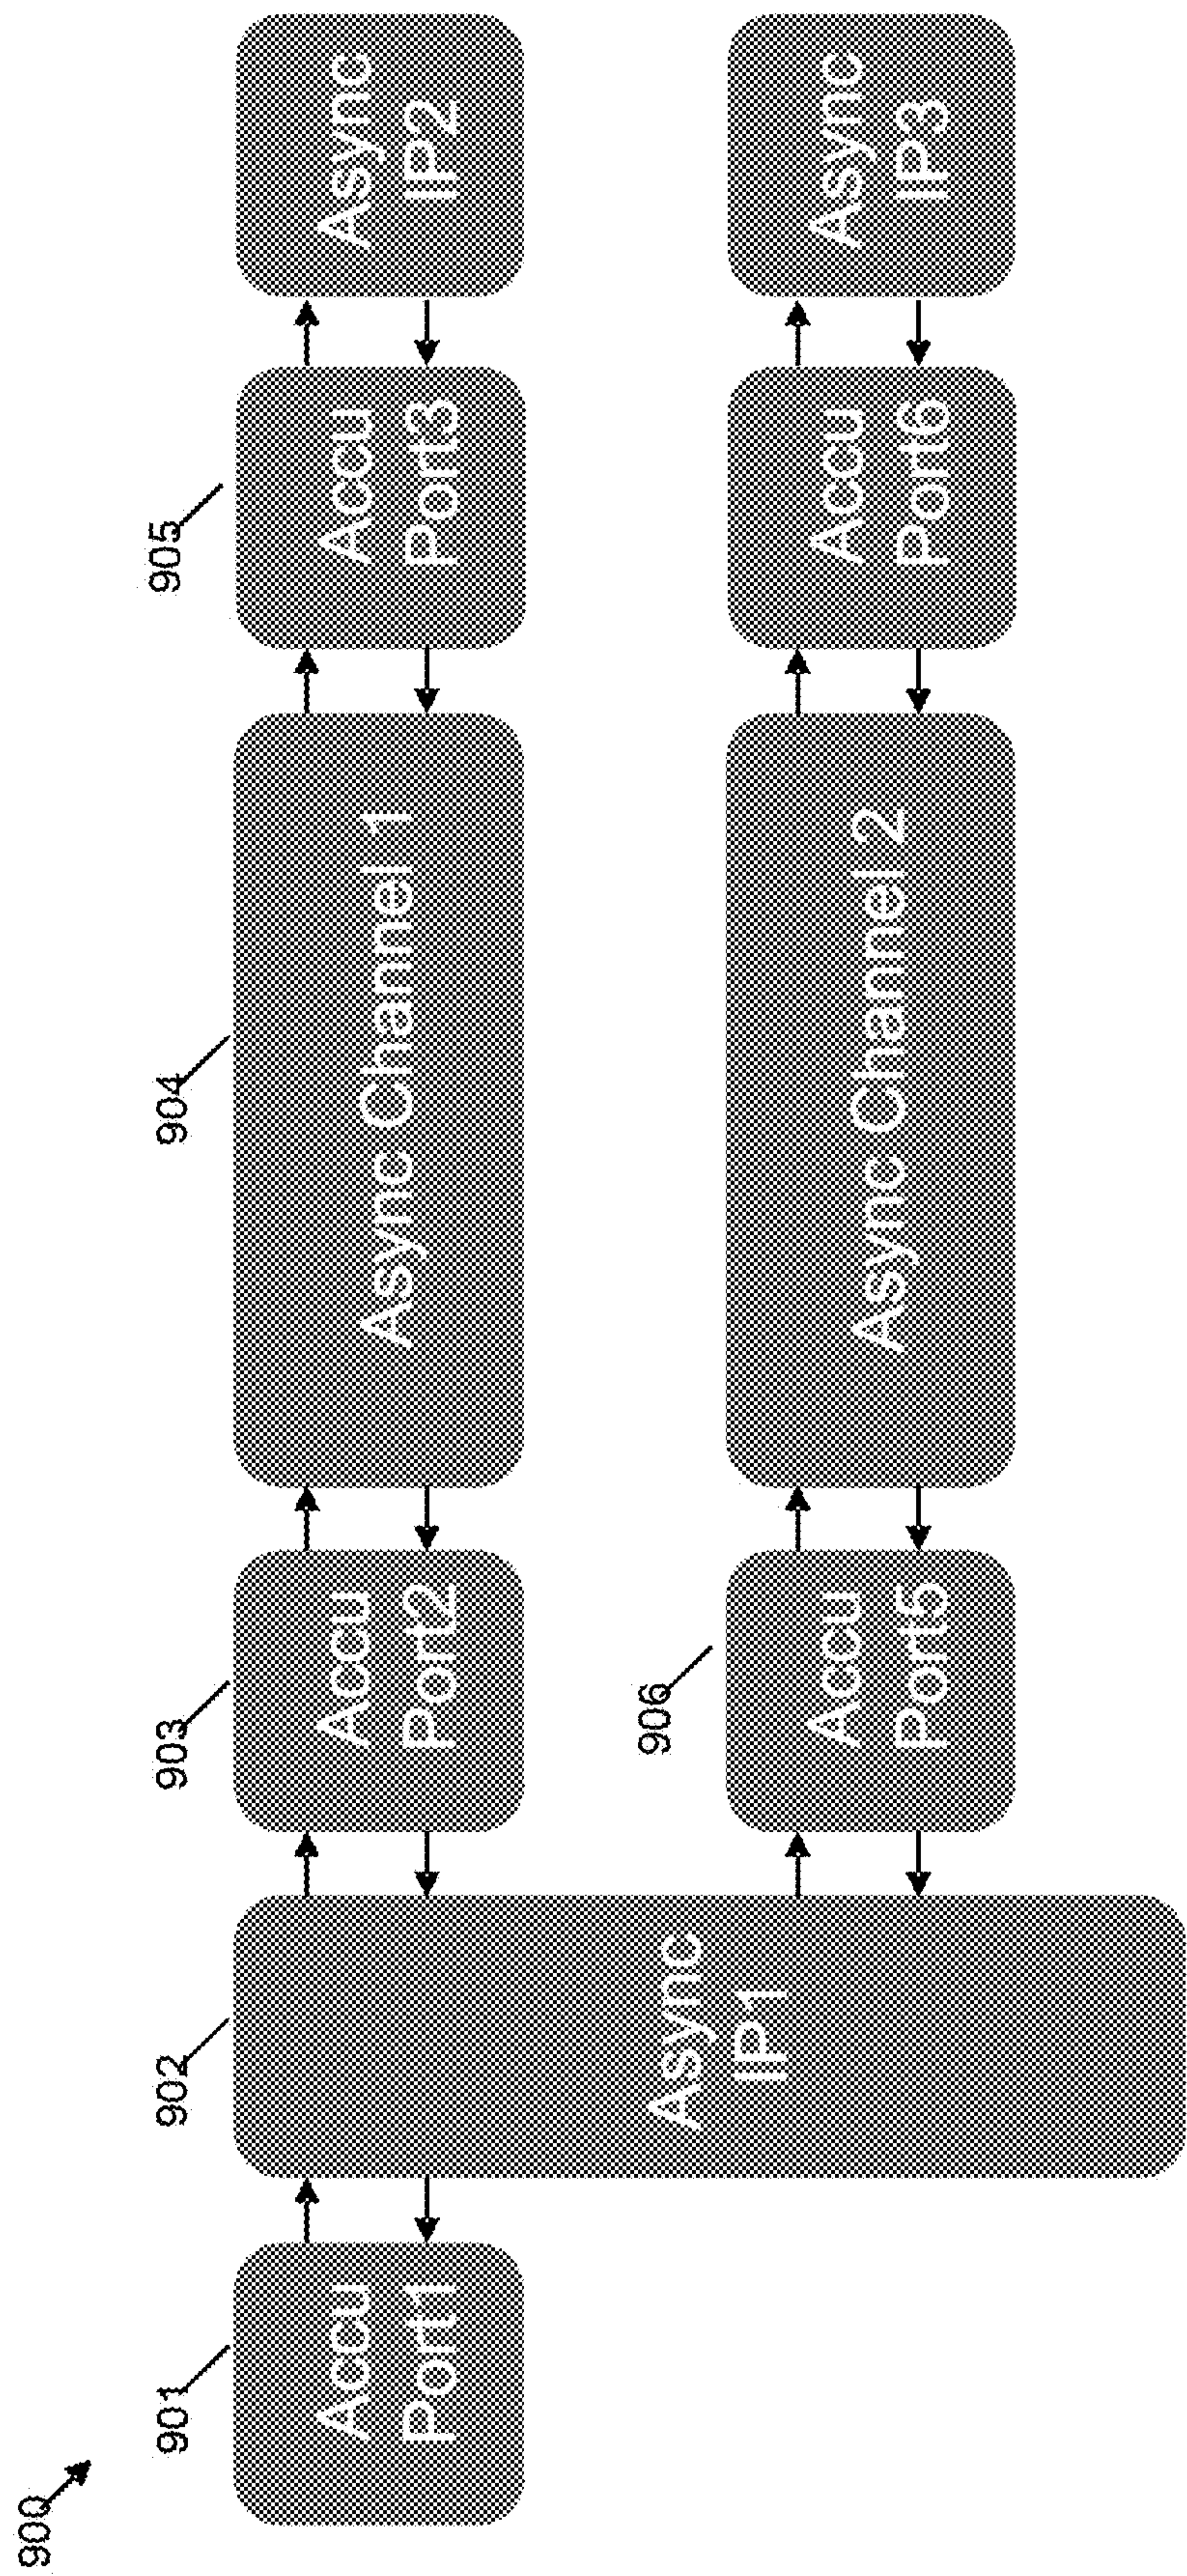 900
901
Accu
Port1
902
Async
IP1
903
Accu
Port2
904
Async Channel 1
905
Accu
Port3
Async
IP2
906
Accu
Port5
Async Channel 2
Accu
Port6
Async
IP3